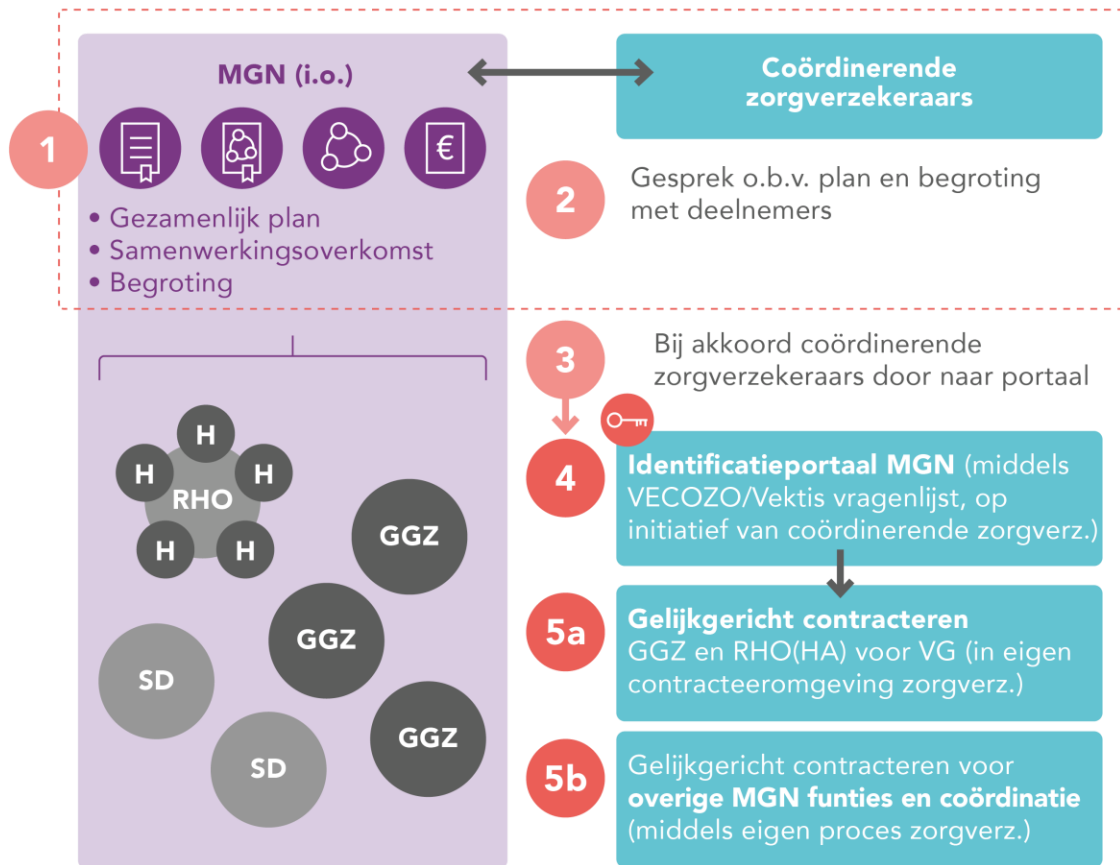 MGN (i.o.)
Coördinerende
zorgverzekeraars
1
€
• Gezamenlijk plan
• Samenwerkingsoverkomst
• Begroting
2
Gesprek o.b.v. plan en begroting
met deelnemers
3
Bij akkoord coördinerende
zorgverzekeraars door naar portaal
H
H
H
RHO
H
H
GGZ
GGZ
GGZ
SD
SD
4
Identificatieportaal MGN (middels
VECOZO/Vektis vragenlijst, op
initiatief van coördinerende zorgverz.)
5a
Gelijkgericht contracteren
GGZ en RHO(HA) voor VG (in eigen
contracteeromgeving zorgverz.)
5b
Gelijkgericht contracteren voor
overige MGN funties en coördinatie
(middels eigen proces zorgverz.)